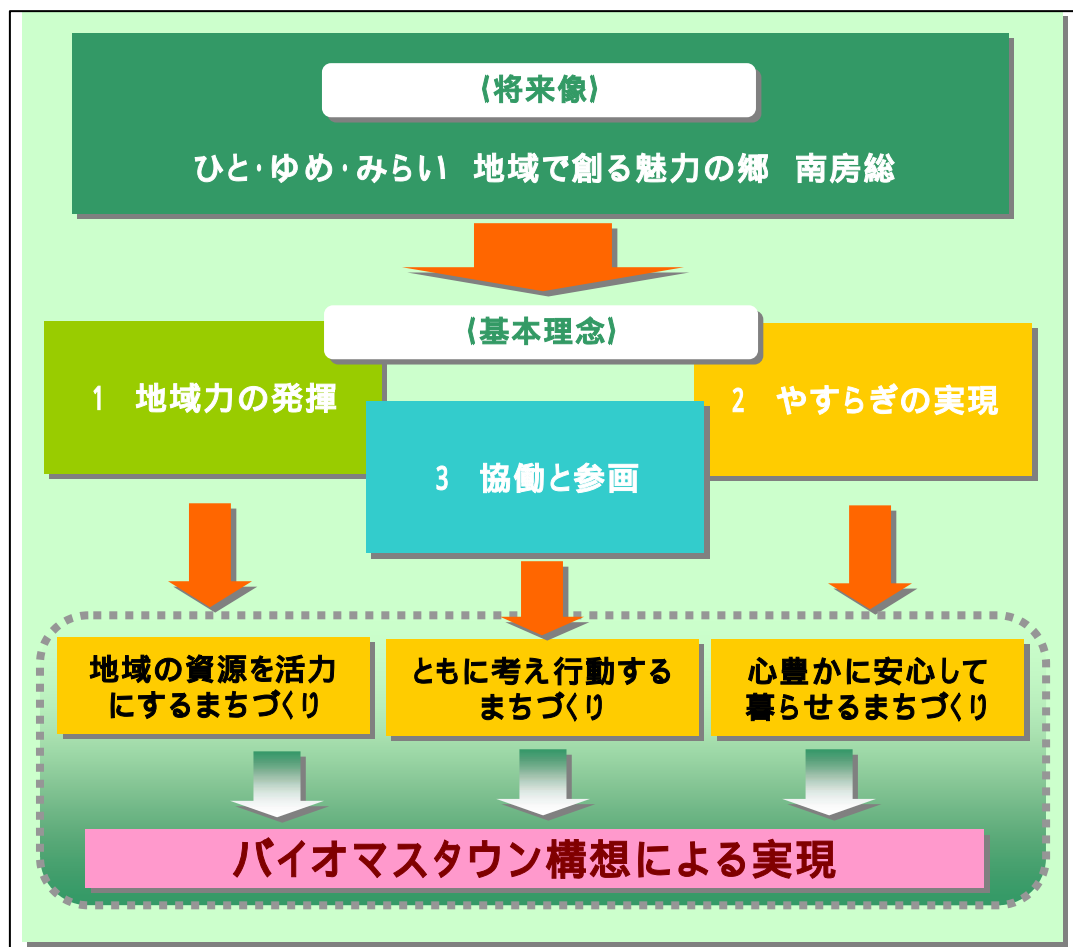 〈将来像〉
ひと・ゆめ・みらい　地域で創る魅力の郷　南房総
〈基本理念〉
1　地域力の発揮
2　やすらぎの実現
3　協働と参画
地域の資源を活力
にするまちづくり
ともに考え行動する
まちづくり
心豊かに安心して
暮らせるまちづくり
バイオマスタウン構想による実現